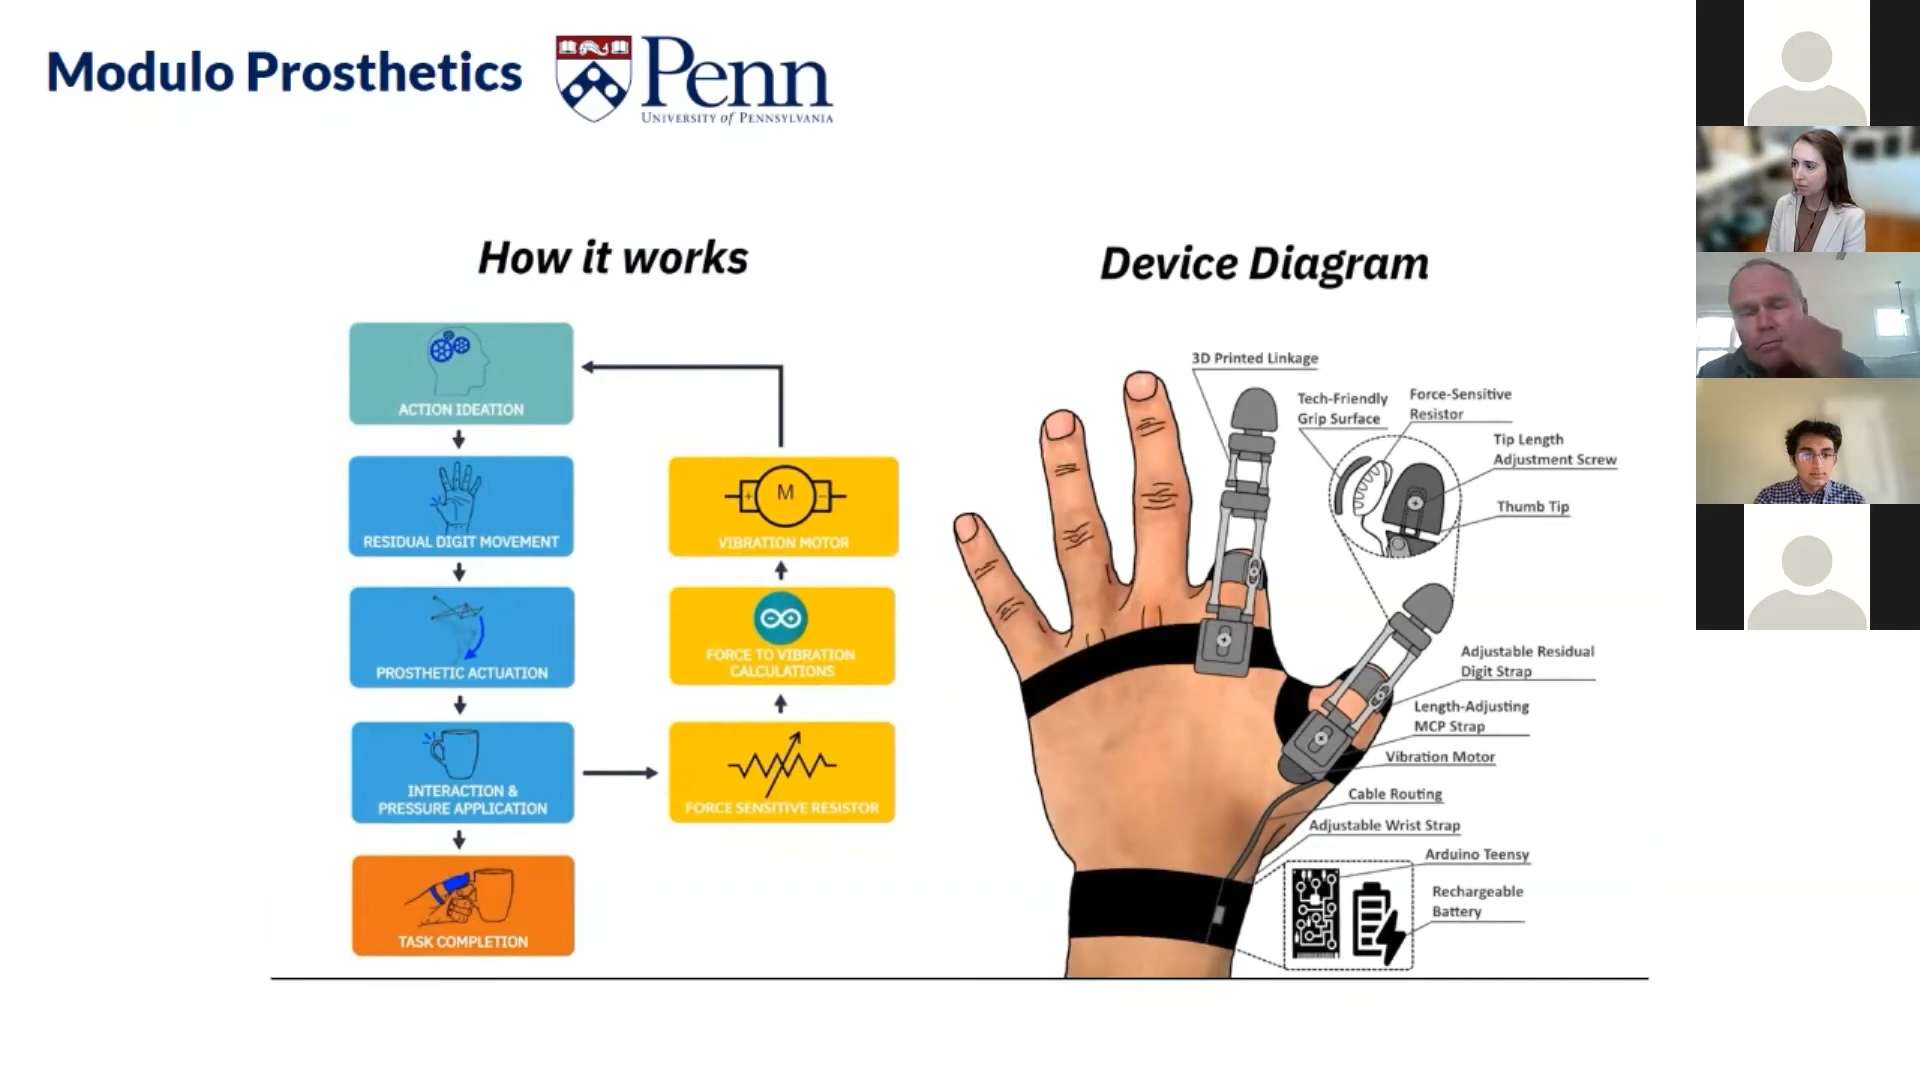 Modulo Prosthetics
Penn
UNIVERSITY of PENNSYLVANIA
How it works
ACTION IDEATION
RESIDUAL DIGIT MOVEMENT
PROSTHETIC ACTUATION
INTERACTION &
PRESSURE APPLICATION
TASK COMPLETION
M
+
-
VIBRATION MOTOR
FORCE TO VIBRATION
CALCULATIONS
FORCE SENSITIVE RESISTOR
Device Diagram
3D Printed Linkage
Tech-Friendly
Grip Surface
Force-Sensitive
Resistor
Tip Length
Adjustment Screw
Thumb Tip
Adjustable Residual
Digit Strap
Length-Adjusting
MCP Strap
Vibration Motor
Cable Routing
Adjustable Wrist Strap
Arduino Teensy
Rechargeable
Battery